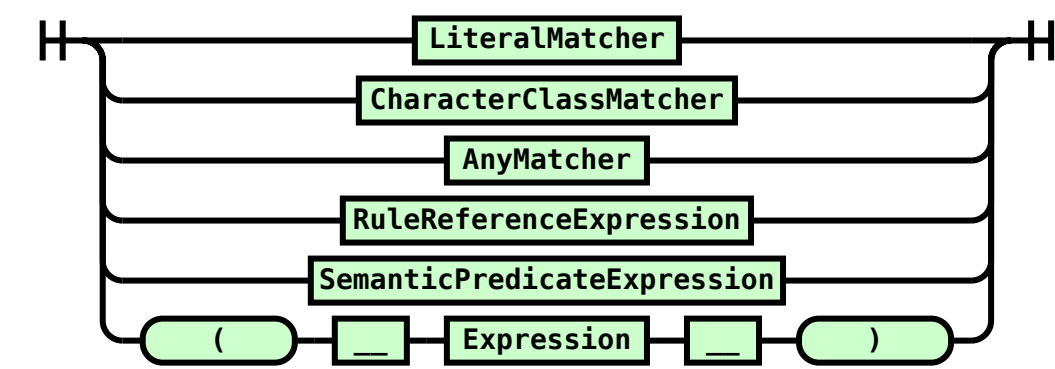 LiteralMatcher
CharacterClassMatcher
AnyMatcher
RuleReferenceExpression
SemanticPredicateExpression
( __ Expression __ )